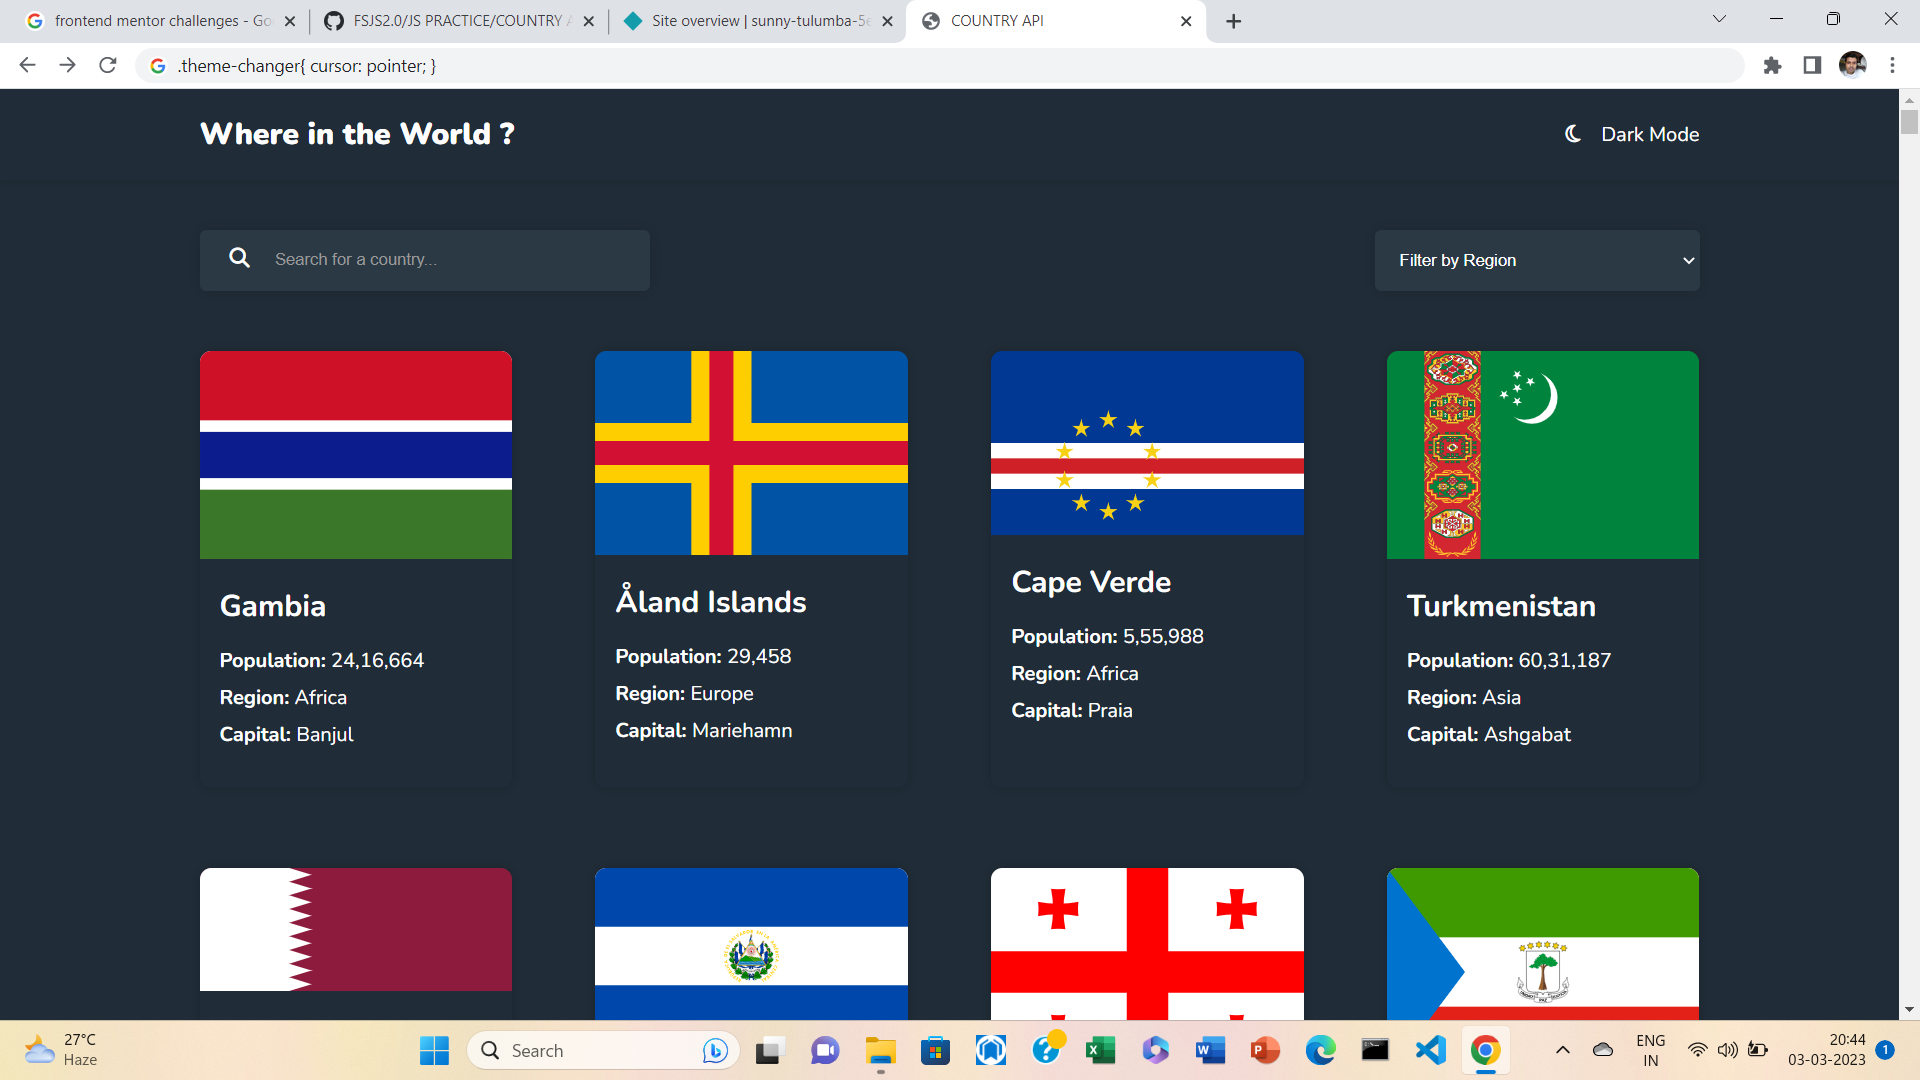 frontend mentor challenges - Go
FSJS2.0/JS PRACTICE/COUNTRY A
Site overview | sunny-tulumba-5e
COUNTRY API
.theme-changer{ cursor: pointer; }
Where in the World ?
Dark Mode
Search for a country...
Filter by Region
Gambia
Population: 24,16,664
Region: Africa
Capital: Banjul
Åland Islands
Population: 29,458
Region: Europe
Capital: Mariehamn
Cape Verde
Population: 5,55,988
Region: Africa
Capital: Praia
Turkmenistan
Population: 60,31,187
Region: Asia
Capital: Ashgabat
27°C
Haze
Search
ENG
IN
20:44
03-03-2023
1